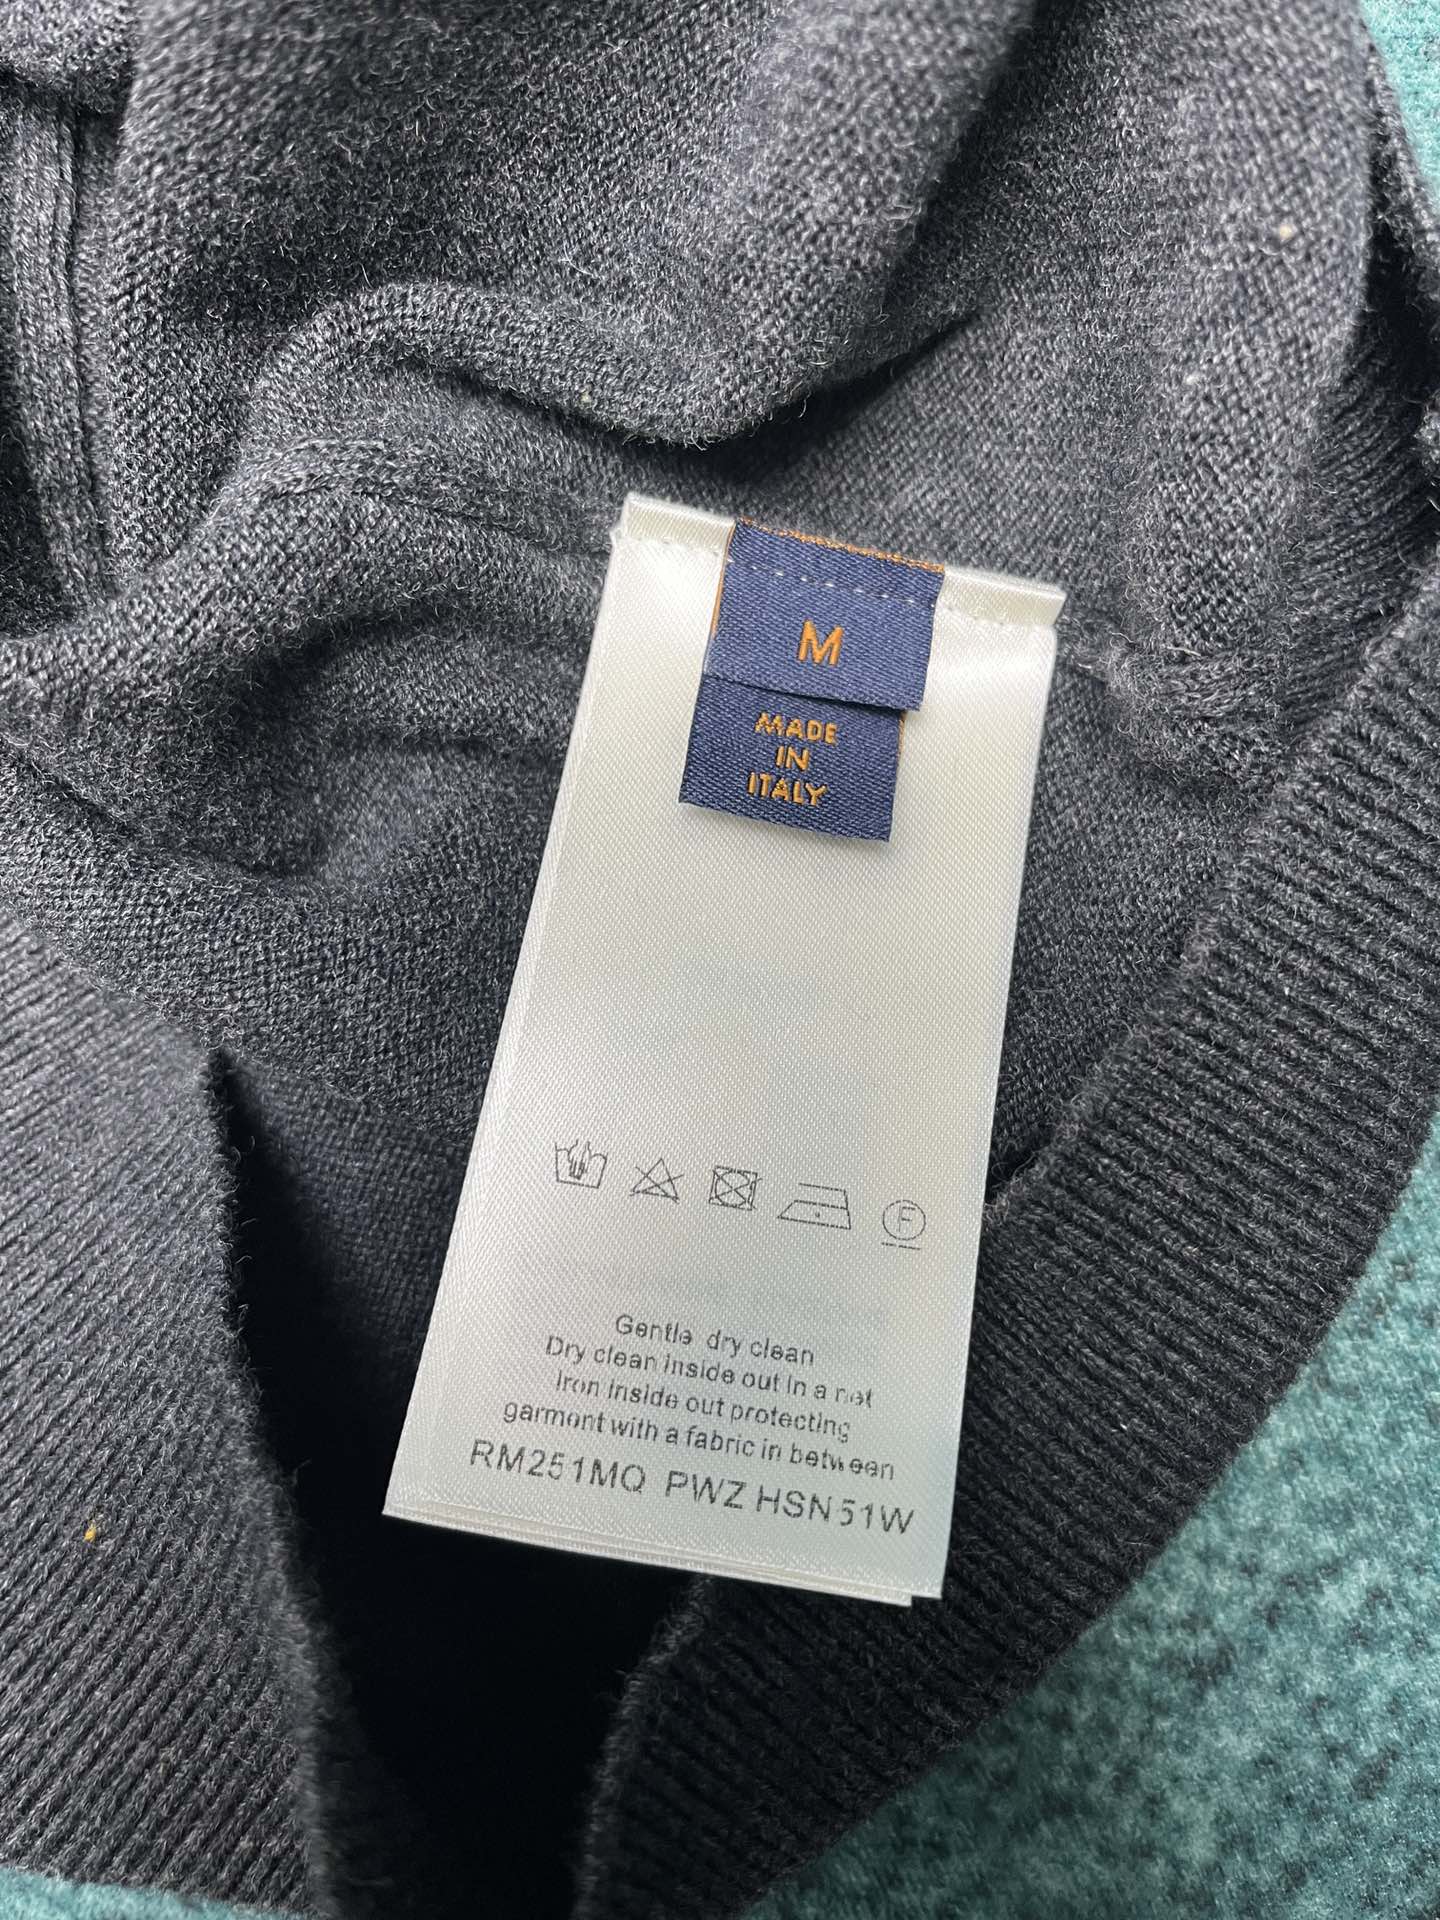 M
MADE
IN
ITALY
F
Gentle dry clean
Dry clean inside out in a net
Iron inside out protecting
garment with a fabric in between
RM251MQ PWZ HSN51W